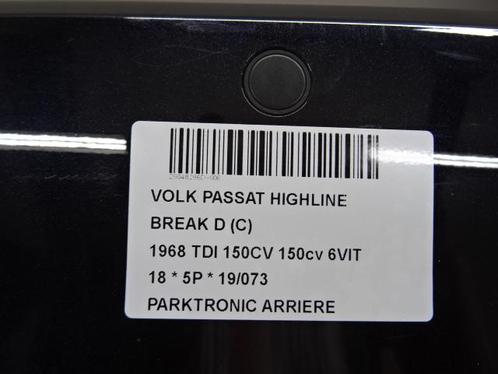 VOLK PASSAT HIGHLINE
BREAK D (C)
1968 TDI 150CV 150cv 6VIT
18 * 5P * 19/073
PARKTRONIC ARRIERE